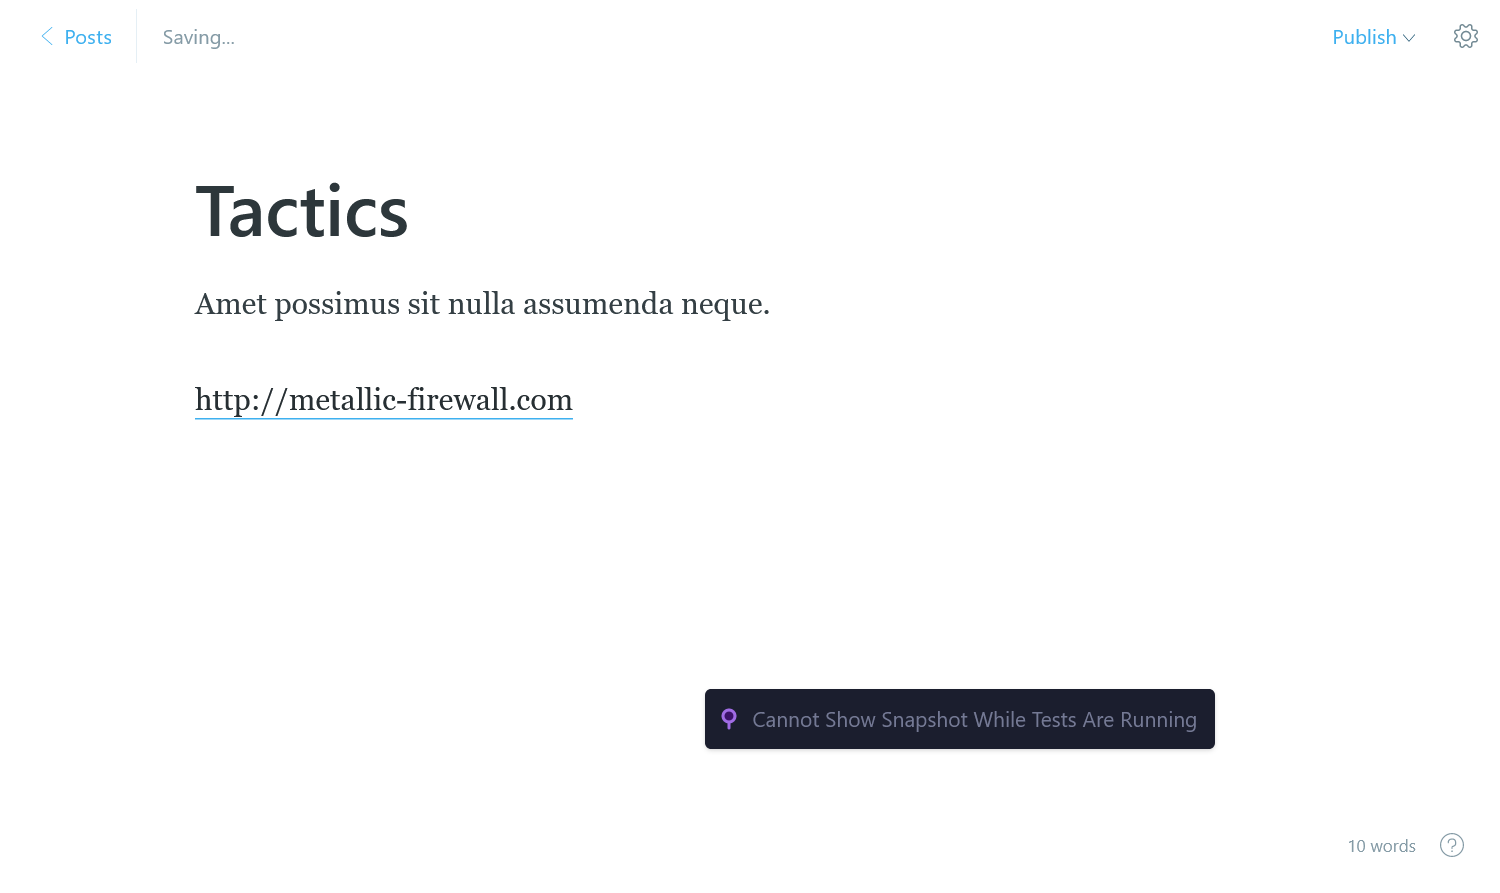 Posts
Saving...
Publish
Tactics
Amet possimus sit nulla assumenda neque.
http://metallic-firewall.com
Cannot Show Snapshot While Tests Are Running
10 words